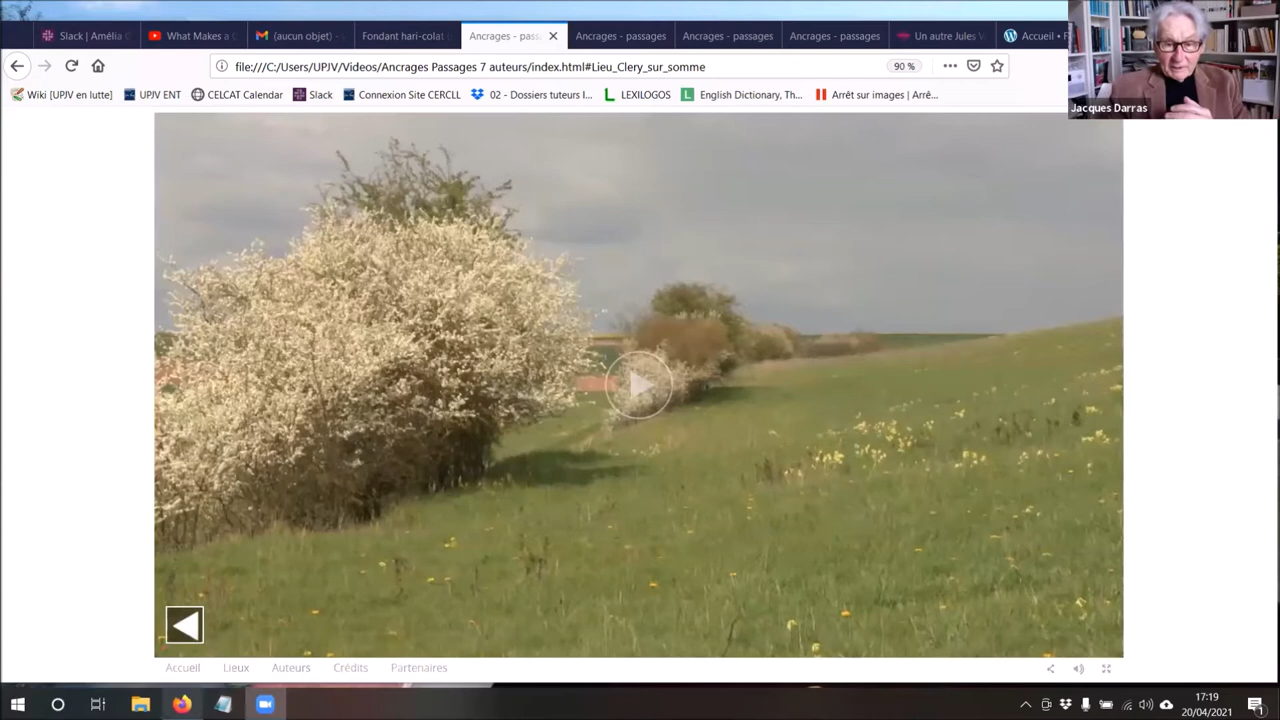 Slack | Amélia
What Makes a
(aucun objet) -
Fondant hari-colat
Ancrages - pass
Ancrages - passages
Ancrages - passages
Ancrages - passages
Un autre Jules V
Accueil • F
file:///C:/Users/UPJV/Videos/Ancrages Passages 7 auteurs/index.html#Lieu_Clery_sur_somme
90 %
Wiki [UPJV en lutte]
UPJV ENT
CELCAT Calendar
Slack
Connexion Site CERCLL
02 - Dossiers tuteurs I...
LEXILOGOS
English Dictionary, Th...
Arrêt sur images | Arrê...
Jacques Darras
Accueil
Lieux
Auteurs
Crédits
Partenaires
17:19
20/04/2021
1